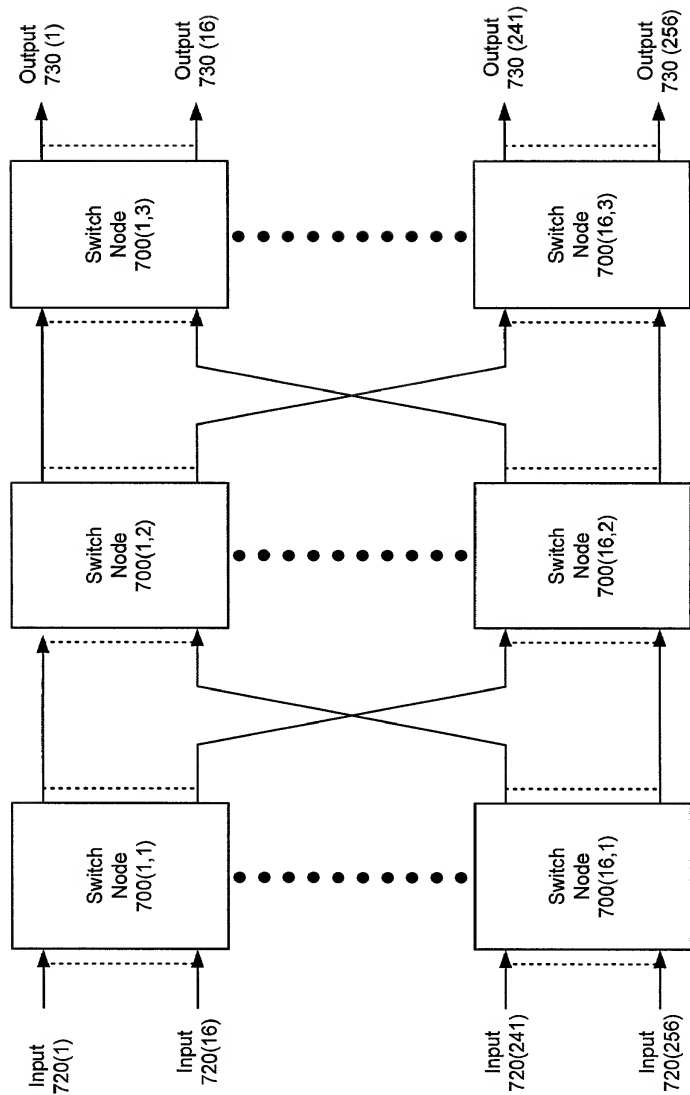 Output
730 (1)
Output
730 (16)
Output
730 (241)
Output
730 (256)
Switch
Node
700(1,3)
Switch
Node
700(16,3)
Switch
Node
700(1,2)
Switch
Node
700(16,2)
Switch
Node
700(1,1)
Switch
Node
700(16,1)
Input
720(1)
Input
720(16)
Input
720(241)
Input
720(256)